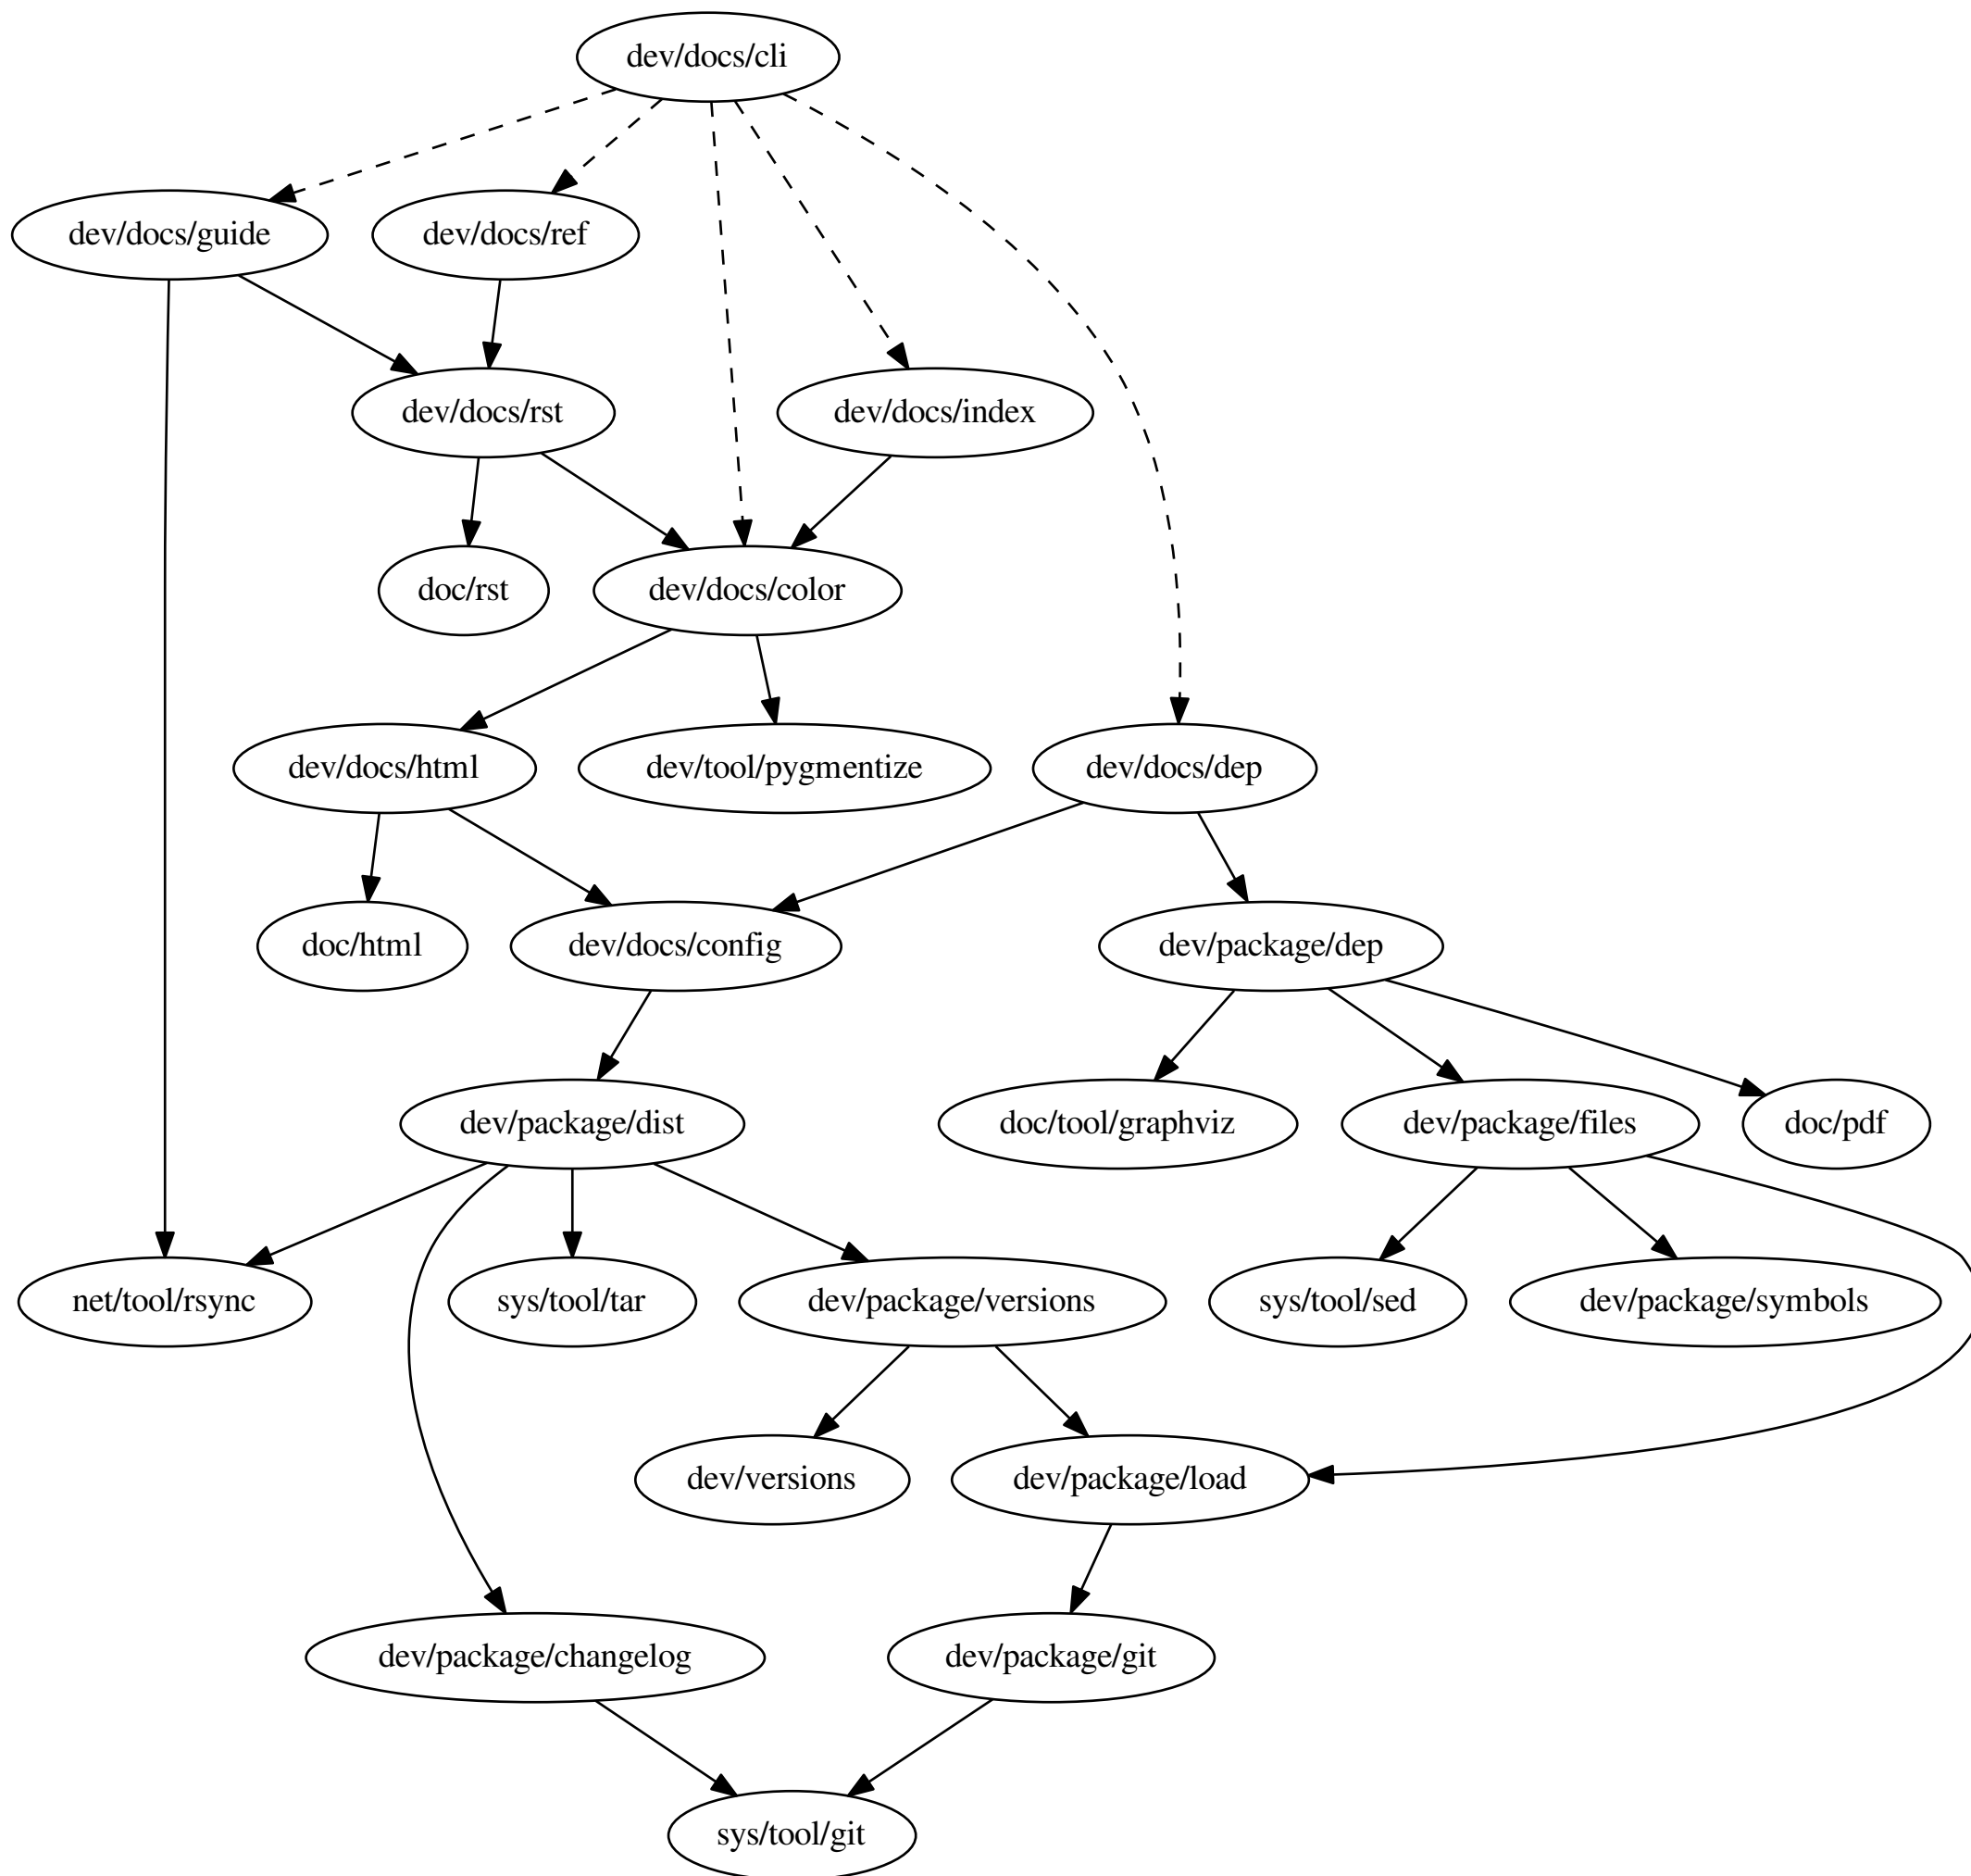 dev/docs/cli
dev/docs/guide
dev/docs/ref
dev/docs/rst
dev/docs/index
doc/rst
dev/docs/color
dev/docs/html
dev/tool/pygmentize
dev/docs/dep
doc/html
dev/docs/config
dev/package/dep
dev/package/dist
doc/tool/graphviz
dev/package/files
doc/pdf
net/tool/rsync
sys/tool/tar
dev/package/versions
sys/tool/sed
dev/package/symbols
dev/versions
dev/package/load
dev/package/changelog
dev/package/git
sys/tool/git